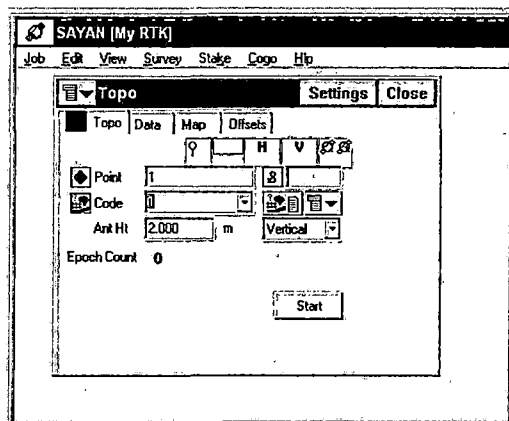 SAYAN [My RTK]
Job Edit View Survey Stake Cogo Hlp
Topo Settings Close
Topo Data Map Offsets
H V
Point 1
Code
Ant Ht 2.000 m Vertical
Epoch Count 0
Start